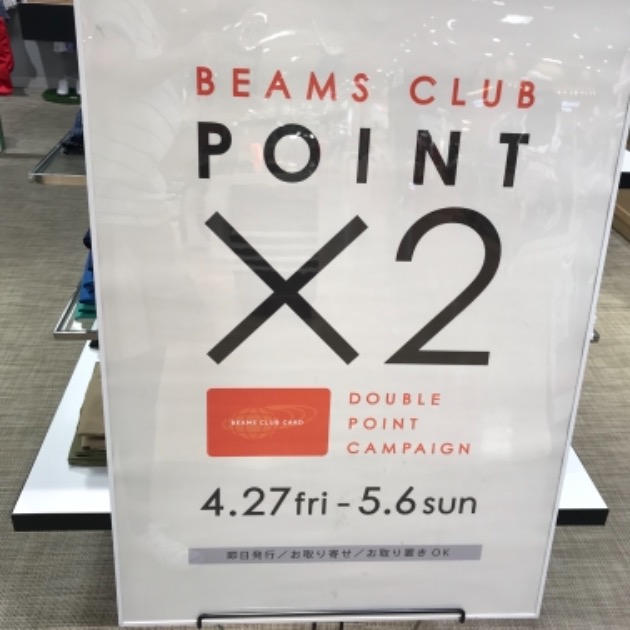 BEAMS CLUB
POINT
×2
BEAMS CLUB CARD
DOUBLE
POINT
CAMPAIGN
4.27fri - 5.6sun
即日発行／お取り寄せ／お取り置きOK